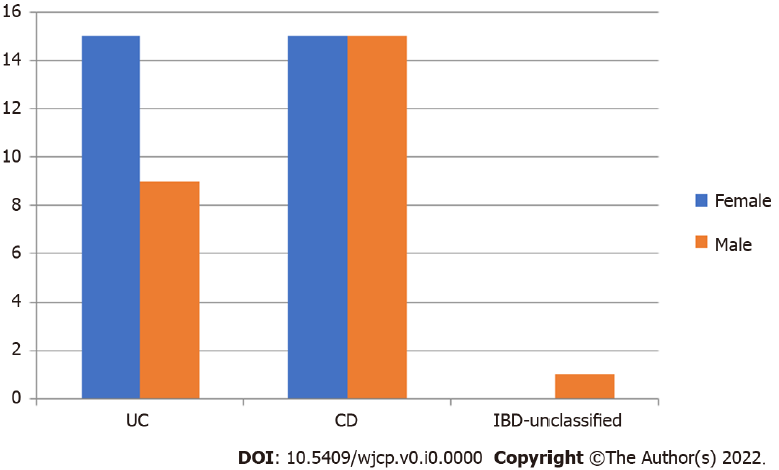 16
14
12
10
8
6
4
2
0
UC CD IBD-unclassified
Female
Male
DOI: 10.5409/wjcp.v0.i0.0000 Copyright ©The Author(s) 2022.